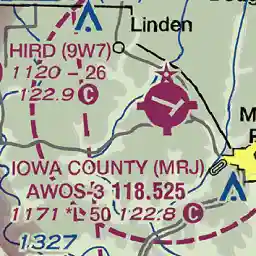 Linden
HIRD (9W7)
1120 - 26
122.9 C
M
IOWA COUNTY (MRJ)
AWOS-3 118.525
1171 *L 50 122.8 C
1327